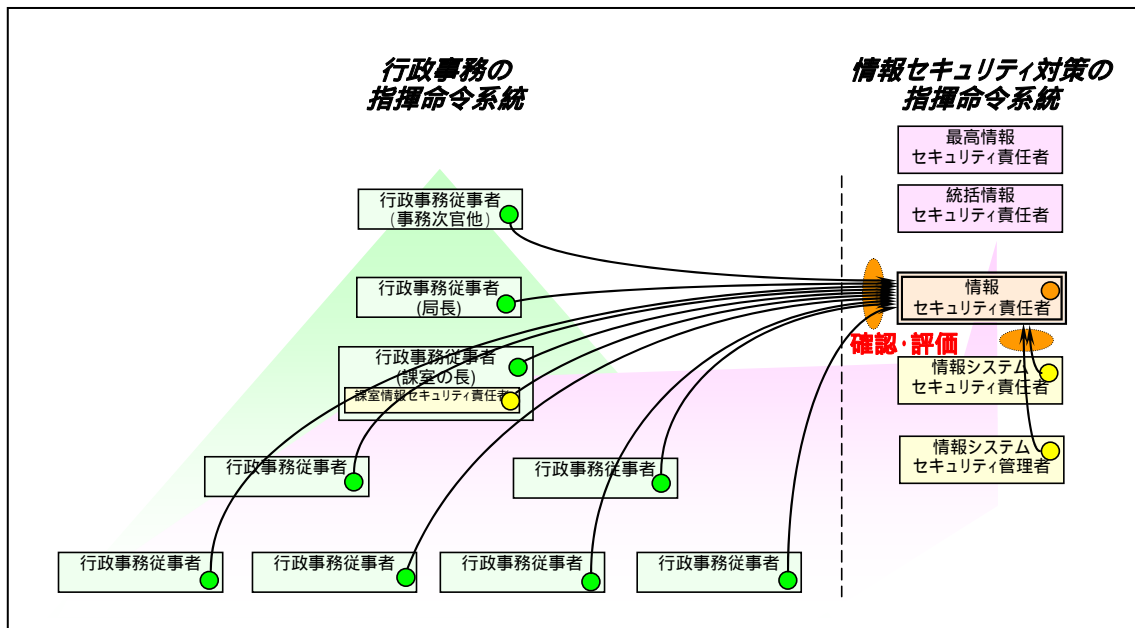 行政事務の
指揮命令系統
情報セキュリティ対策の
指揮命令系統
最高情報
セキュリティ責任者
統括情報
セキュリティ責任者
行政事務従事者
(事務次官他)
行政事務従事者
(局長)
情報
セキュリティ責任者
確認・評価
行政事務従事者
(課室の長)
課室情報セキュリティ責任者
情報システム
セキュリティ責任者
情報システム
セキュリティ管理者
行政事務従事者
行政事務従事者
行政事務従事者
行政事務従事者
行政事務従事者
行政事務従事者